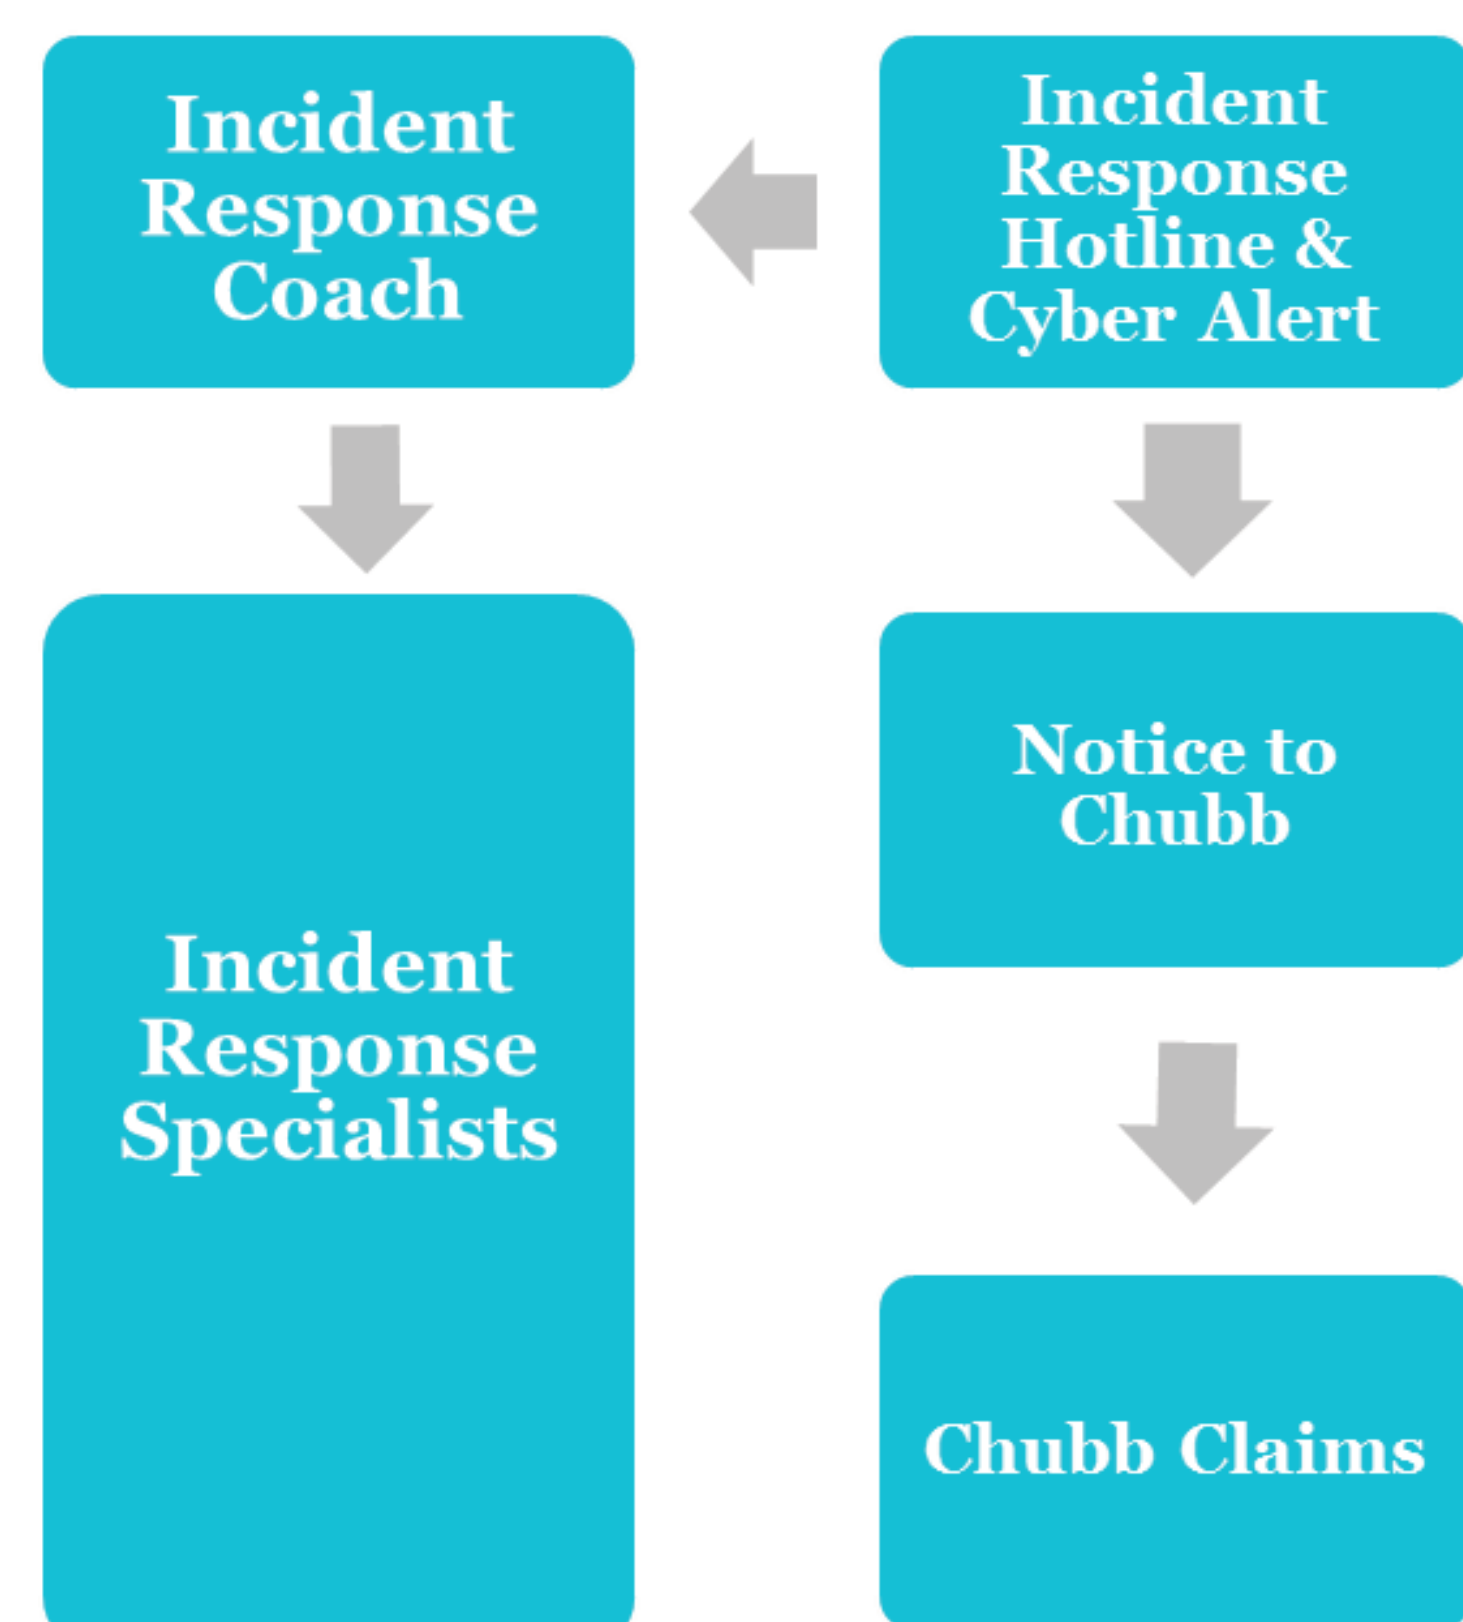 Incident
Response
Coach
Incident
Response
Hotline &
Cyber Alert
Incident
Response
Specialists
Notice to
Chubb
Chubb Claims